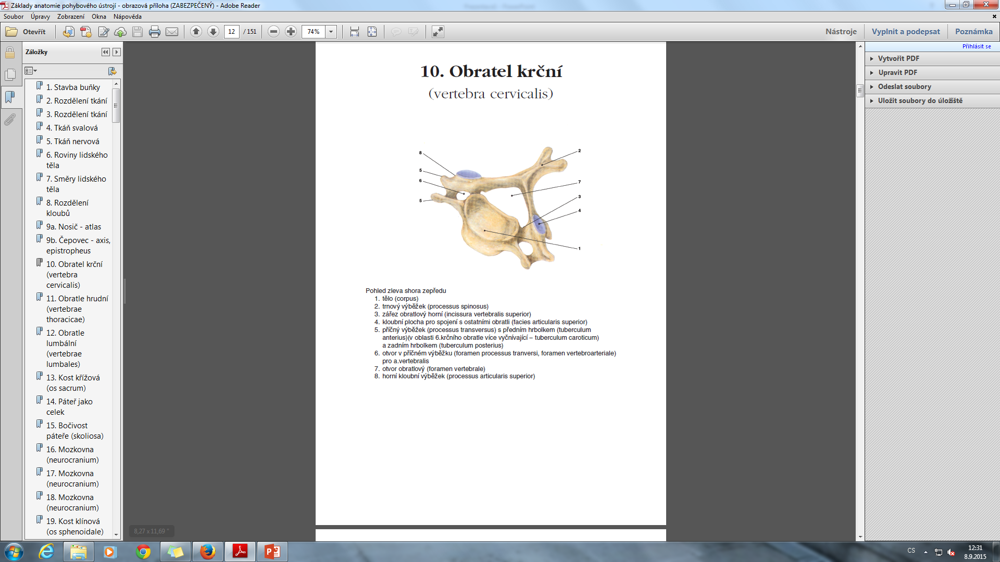 Základy anatomie pohybového ústrojí - obrazová příloha (ZABEZPEČENÝ) - Adobe Reader
Soubor Úpravy Zobrazení Okna Nápověda
Otevřít 12 / 151 74% Nástroje Vyplnit a podepsat Poznámka
Záložky
1. Stavba buňky
2. Rozdělení tkání
3. Rozdělení tkání
4. Tkáň svalová
5. Tkáň nervová
6. Roviny lidského
těla
7. Směry lidského
těla
8. Rozdělení
kloubů
9a. Nosič - atlas
9b. Čepovec - axis,
epistropheus
10. Obratel krční
(vertebra
cervicalis)
11. Obratle hrudní
(vertebrae
thoracicae)
12. Obratle
lumbální
(vertebrae
lumbales)
13. Kost křížová
(os sacrum)
14. Páteř jako
celek
15. Bočivost
páteře (skoliosa)
16. Mozkovna
(neurocranium)
17. Mozkovna
(neurocranium)
18. Mozkovna
(neurocranium)
19. Kost klínová
(os sphenoidale)
10. Obratel krční
(vertebra cervicalis)
8
5
6
5
2
7
3
4
1
Pohled zleva shora zepředu
1. tělo (corpus)
2. trnový výběžek (processus spinosus)
3. zářez obratlový horní (incissura vertebralis superior)
4. kloubní plocha pro spojení s ostatními obratli (facies articularis superior)
5. příčný výběžek (processus transversus) s předním hrbolkem (tuberculum
anterius)(v oblasti 6.krčního obratle více vyčnívající – tuberculum caroticum)
a zadním hrbolkem (tuberculum posterius)
6. otvor v příčném výběžku (foramen processus tranversi, foramen vertebroarteriale)
pro a.vertebralis
7. otvor obratlový (foramen vertebrale)
8. horní kloubní výběžek (processus articularis superior)
8,27 x 11,69 "
Přihlásit se
Vytvořit PDF
Upravit PDF
Odeslat soubory
Uložit soubory do úložiště
CS
12:31
8.9.2015